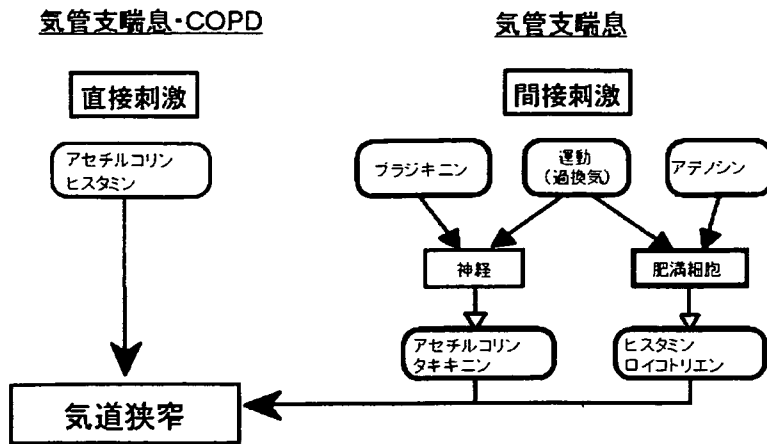 気管支喘息・COPD
直接刺激
アセチルコリン
ヒスタミン
気道狭窄
気管支喘息
間接刺激
ブラジキニン
運動
(過換気)
アデノシン
神経
肥満細胞
アセチルコリン
タキキニン
ヒスタミン
ロイコトリエン